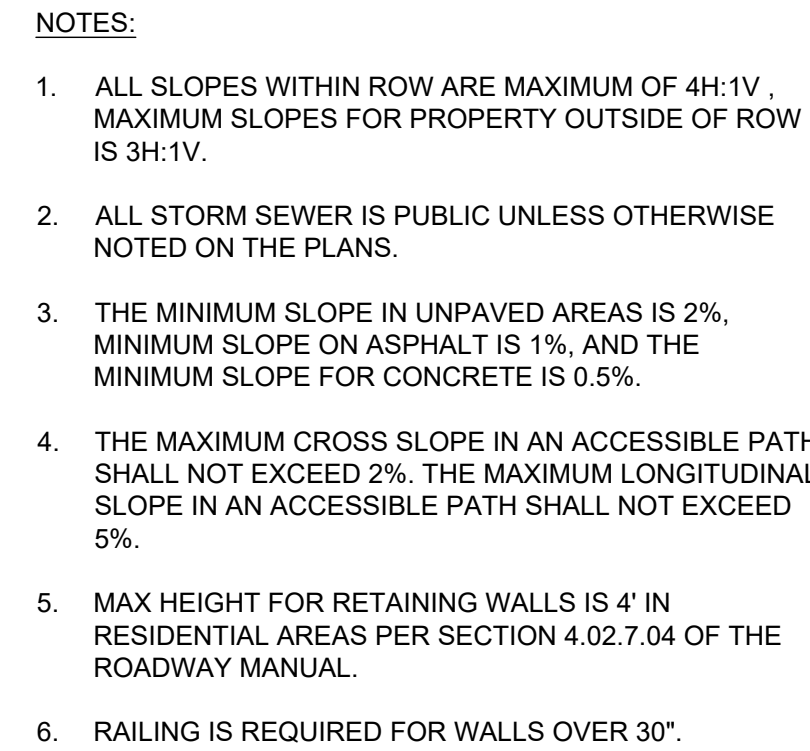 NOTES:
1. ALL SLOPES WITHIN ROW ARE MAXIMUM OF 4H:1V ,
MAXIMUM SLOPES FOR PROPERTY OUTSIDE OF ROW
IS 3H:1V.
2. ALL STORM SEWER IS PUBLIC UNLESS OTHERWISE
NOTED ON THE PLANS.
3. THE MINIMUM SLOPE IN UNPAVED AREAS IS 2%,
MINIMUM SLOPE ON ASPHALT IS 1%, AND THE
MINIMUM SLOPE FOR CONCRETE IS 0.5%.
4. THE MAXIMUM CROSS SLOPE IN AN ACCESSIBLE PATH
SHALL NOT EXCEED 2%. THE MAXIMUM LONGITUDINAL
SLOPE IN AN ACCESSIBLE PATH SHALL NOT EXCEED
5%.
5. MAX HEIGHT FOR RETAINING WALLS IS 4' IN
RESIDENTIAL AREAS PER SECTION 4.02.7.04 OF THE
ROADWAY MANUAL.
6. RAILING IS REQUIRED FOR WALLS OVER 30".